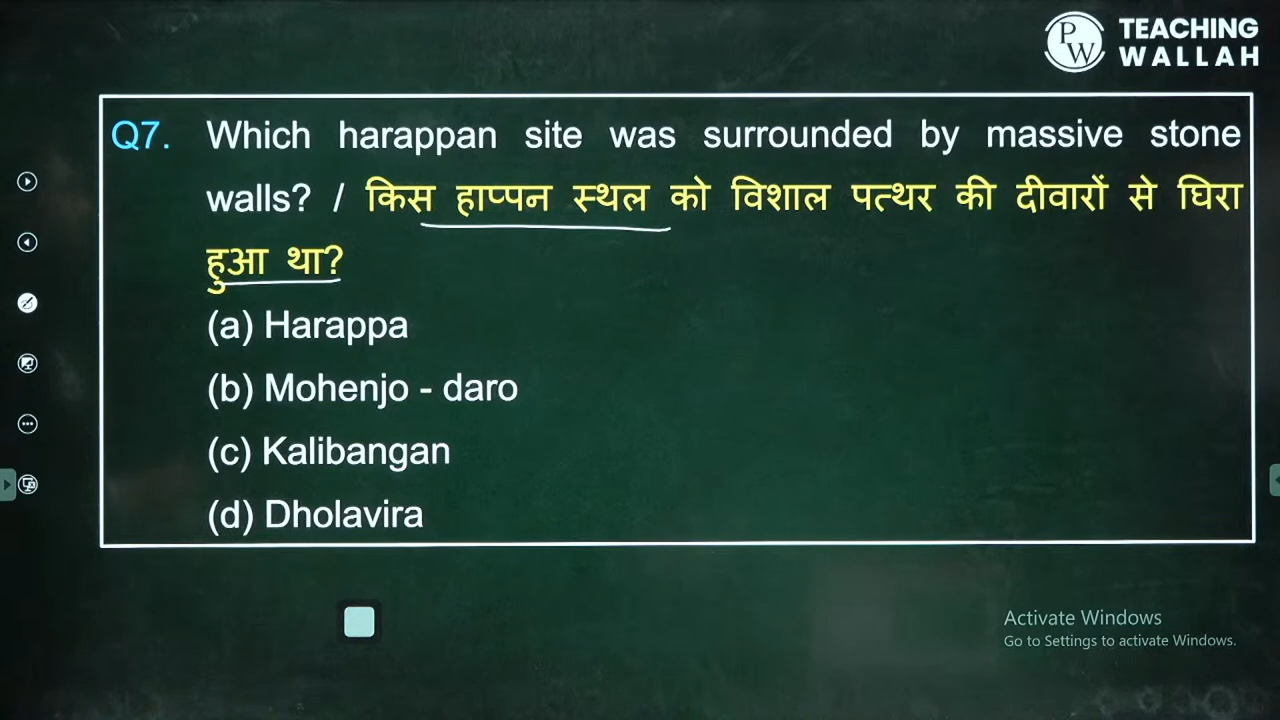 TEACHING
WALLAH
PW
Q7. Which harappan site was surrounded by massive stone
walls? / किस हाप्पन स्थल को विशाल पत्थर की दीवारों से घिरा
हुआ था?
(a) Harappa
(b) Mohenjo - daro
(c) Kalibangan
(d) Dholavira
Activate Windows
Go to Settings to activate Windows.